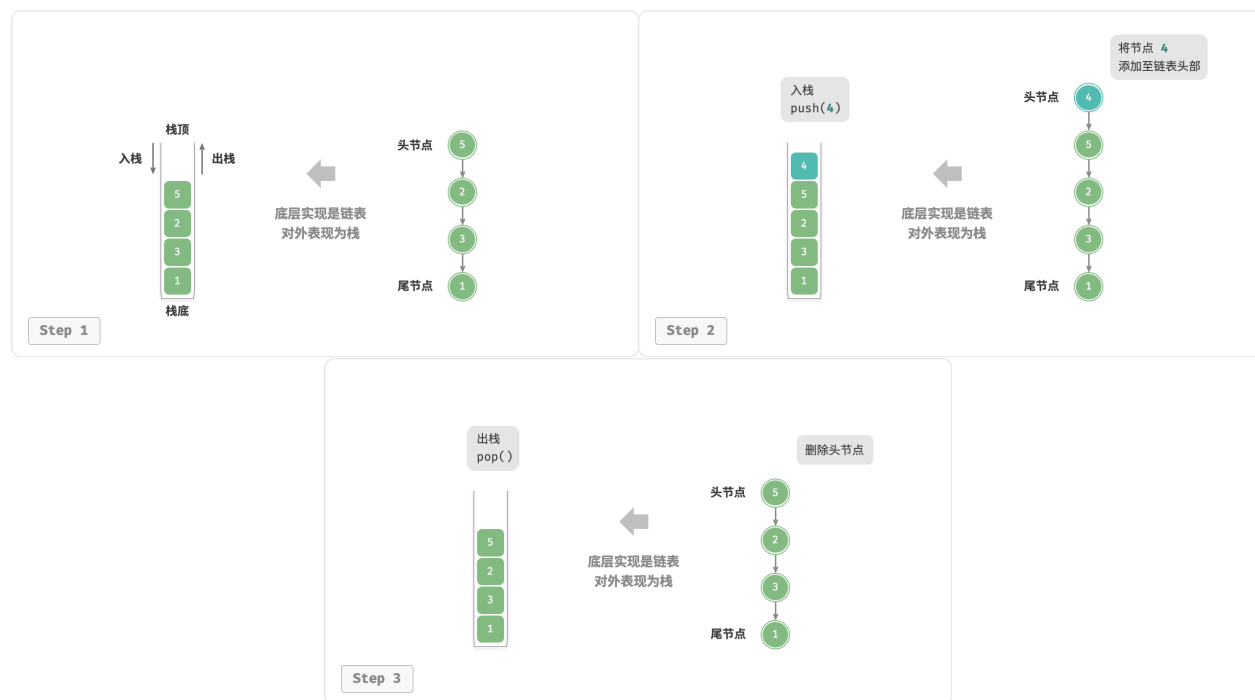 栈顶
入栈
出栈
5
2
3
1
栈底
底层实现是链表
对外表现为栈
头节点
5
2
3
尾节点
1
Step 1
入栈
push(4)
4
5
2
3
1
底层实现是链表
对外表现为栈
将节点 4
添加至链表头部
头节点
4
5
2
3
尾节点
1
Step 2
出栈
pop()
5
2
3
1
底层实现是链表
对外表现为栈
删除头节点
头节点
5
2
3
尾节点
1
Step 3